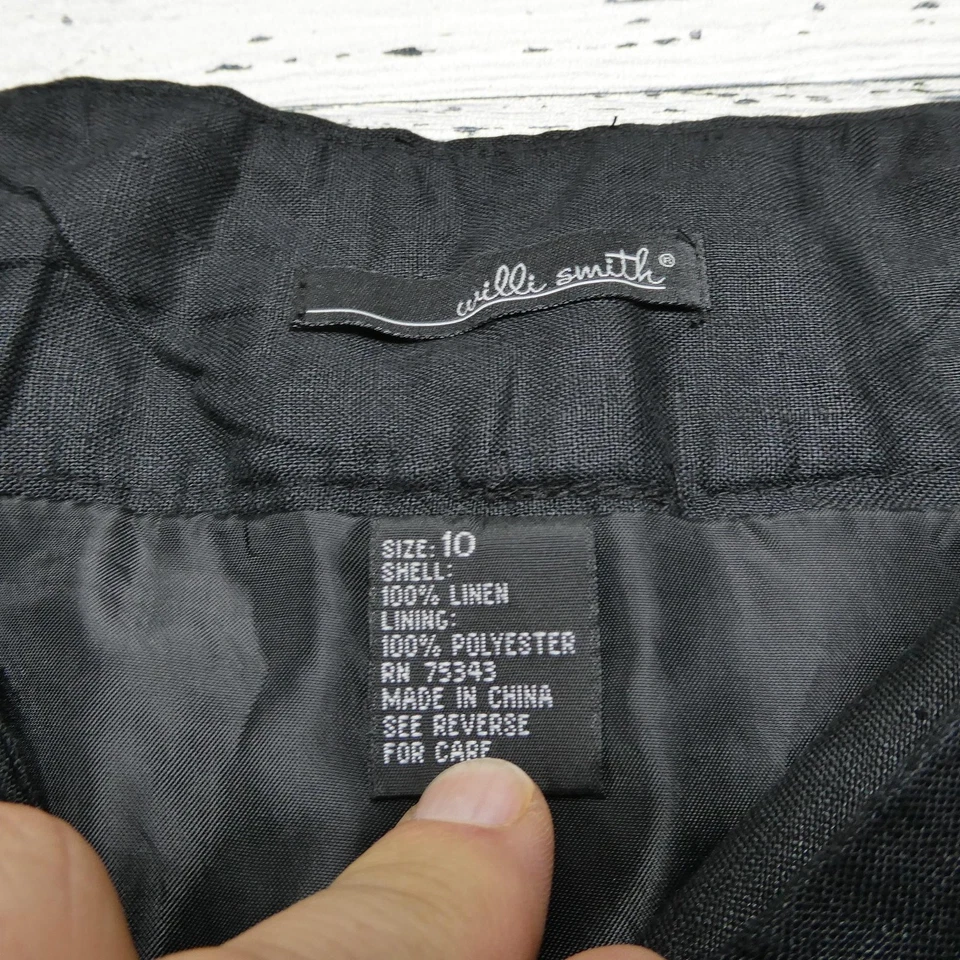 willi smith®
SIZE: 10
SHELL:
100% LINEN
LINING:
100% POLYESTER
RN 75343
MADE IN CHINA
SEE REVERSE
FOR CARE